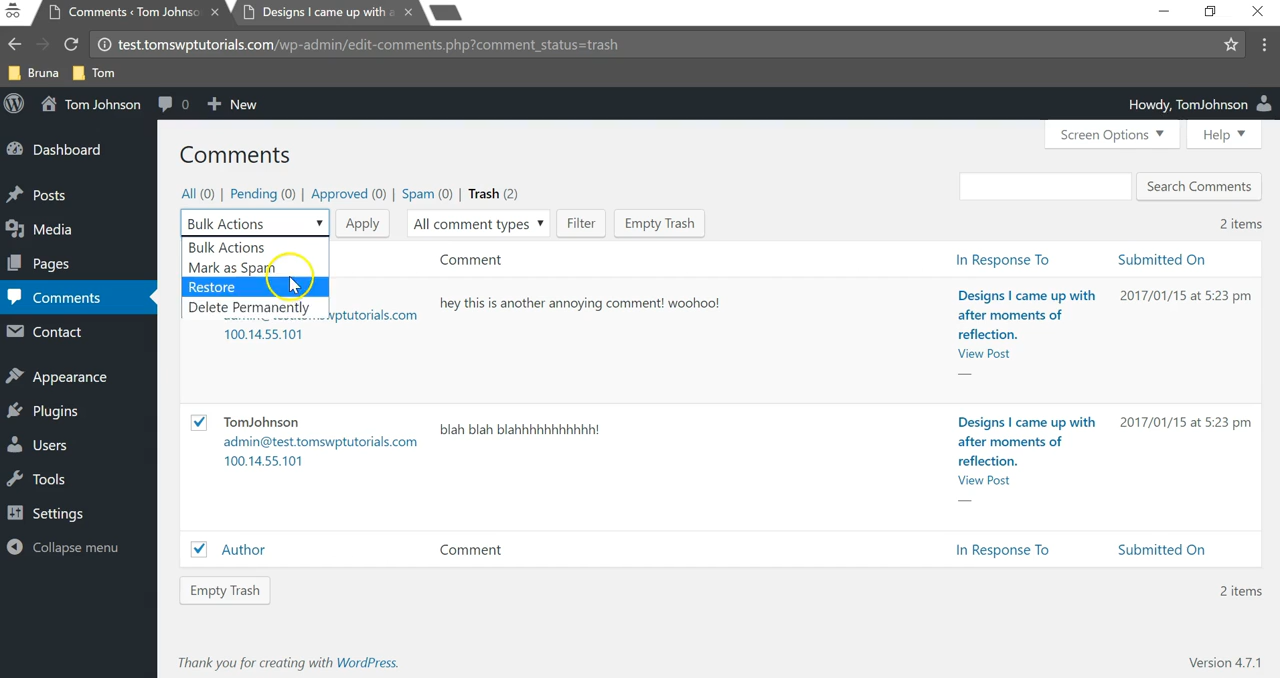 Comments ‹ Tom Johnso
Designs I came up with a
test.tomswptutorials.com/wp-admin/edit-comments.php?comment_status=trash
Bruna Tom
Tom Johnson 0 New Howdy, TomJohnson
Screen Options Help
Dashboard
Posts
Media
Pages
Comments
Contact
Appearance
Plugins
Users
Tools
Settings
Collapse menu
Comments
All (0) | Pending (0) | Approved (0) | Spam (0) | Trash (2)
Search Comments
Bulk Actions Apply All comment types Filter Empty Trash 2 items
Bulk Actions
Mark as Spam
Restore
Delete Permanently
Comment In Response To Submitted On
100.14.55.101
hey this is another annoying comment! woohoo!
Designs I came up with
after moments of
reflection.
View Post
—
2017/01/15 at 5:23 pm
TomJohnson
admin@test.tomswptutorials.com
100.14.55.101
blah blah blahhhhhhhhhhh!
Designs I came up with
after moments of
reflection.
View Post
—
2017/01/15 at 5:23 pm
Author Comment In Response To Submitted On
Empty Trash 2 items
Thank you for creating with WordPress. Version 4.7.1